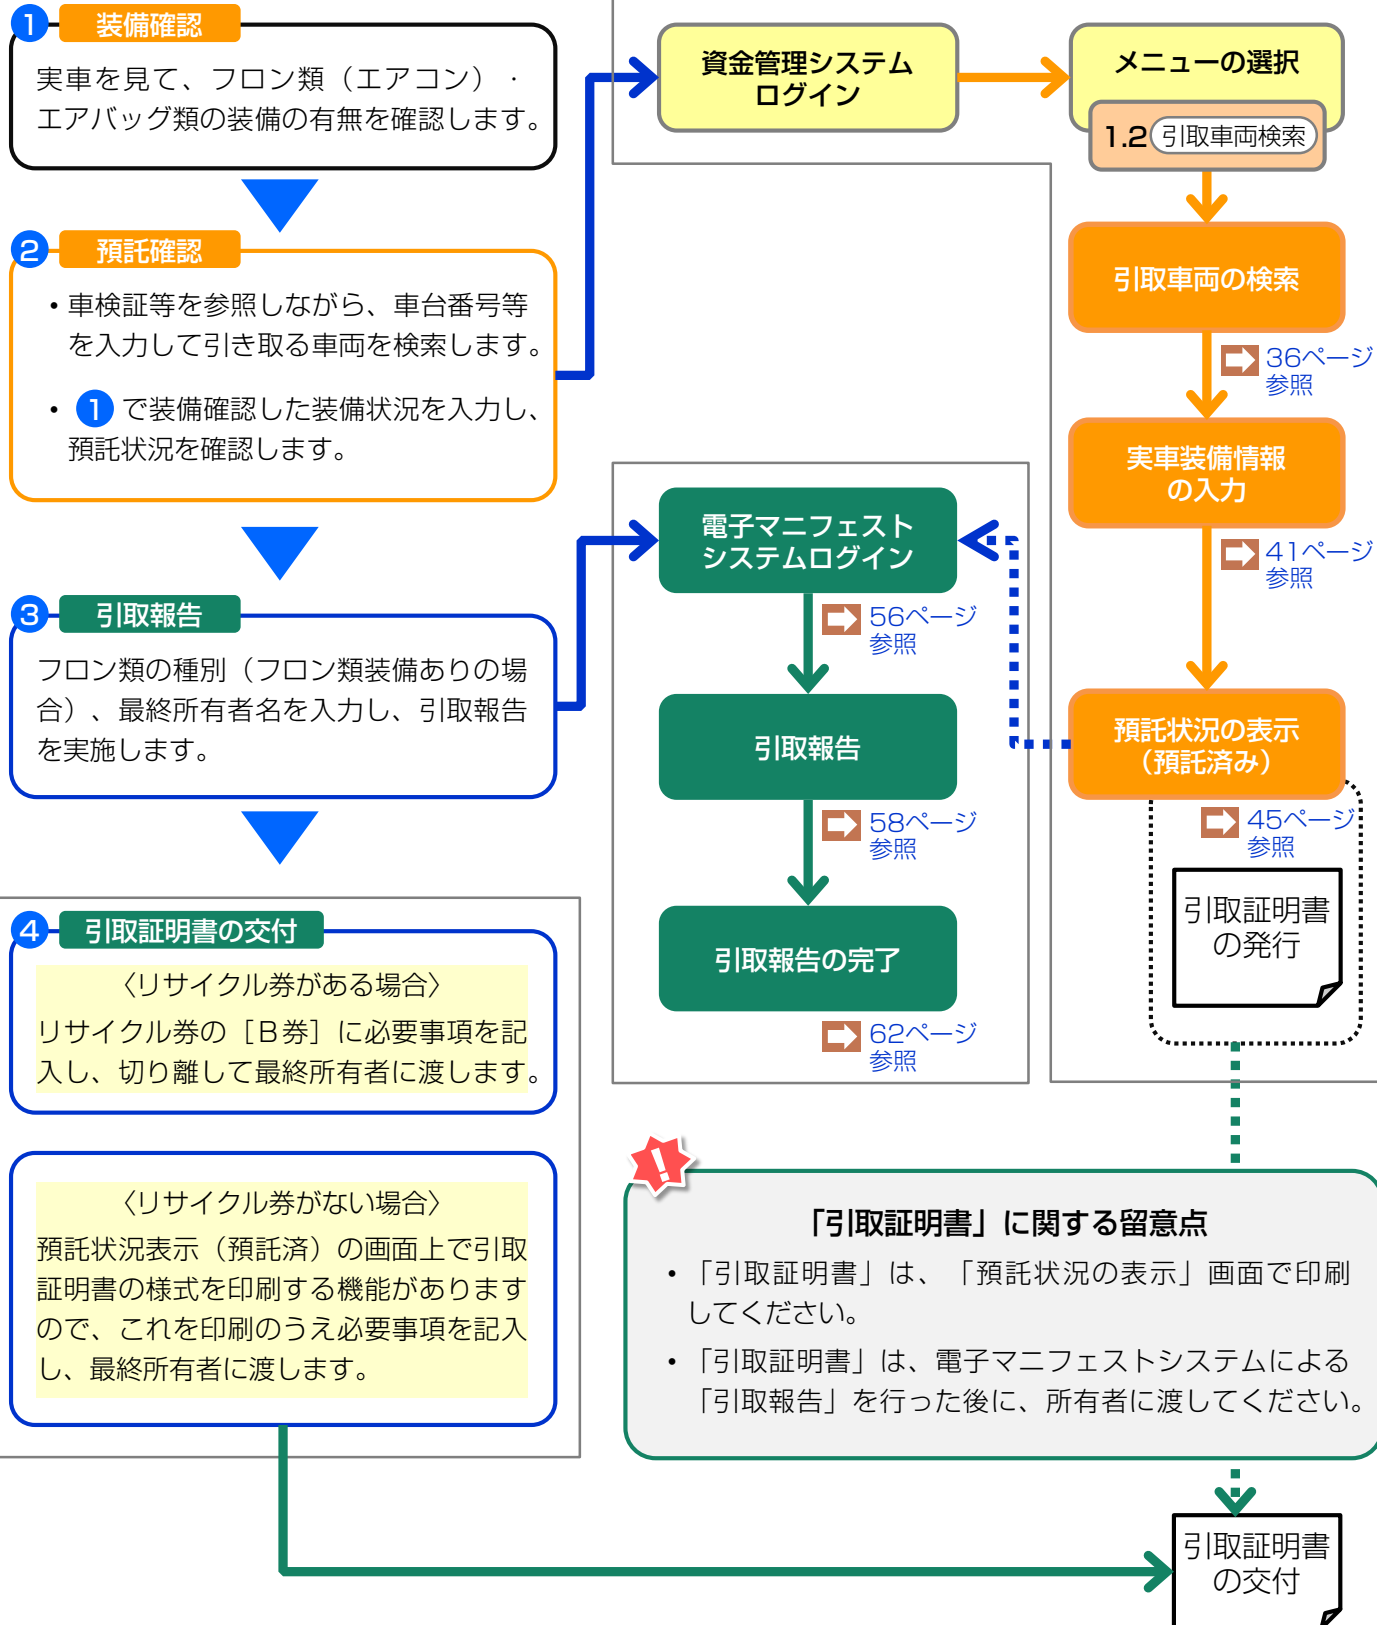 1 装備確認
実車を見て、フロン類（エアコン）・
エアバッグ類の装備の有無を確認します。
2 預託確認
・車検証等を参照しながら、車台番号等
を入力して引き取る車両を検索します。
・ 1 で装備確認した装備状況を入力し、
預託状況を確認します。
3 引取報告
フロン類の種別（フロン類装備ありの場
合）、最終所有者名を入力し、引取報告
を実施します。
4 引取証明書の交付
〈リサイクル券がある場合〉
リサイクル券の［Ｂ券］に必要事項を記
入し、切り離して最終所有者に渡します。
〈リサイクル券がない場合〉
預託状況表示（預託済）の画面上で引取
証明書の様式を印刷する機能があります
ので、これを印刷のうえ必要事項を記入
し、最終所有者に渡します。
資金管理システム
ログイン
メニューの選択
1.2 引取車両検索
引取車両の検索
36ページ
参照
実車装備情報
の入力
41ページ
参照
預託状況の表示
（預託済み）
45ページ
参照
引取証明書
の発行
電子マニフェスト
システムログイン
56ページ
参照
引取報告
58ページ
参照
引取報告の完了
62ページ
参照
!
「引取証明書」に関する留意点
・「引取証明書」は、「預託状況の表示」画面で印刷
してください。
・「引取証明書」は、電子マニフェストシステムによる
「引取報告」を行った後に、所有者に渡してください。
引取証明書
の交付